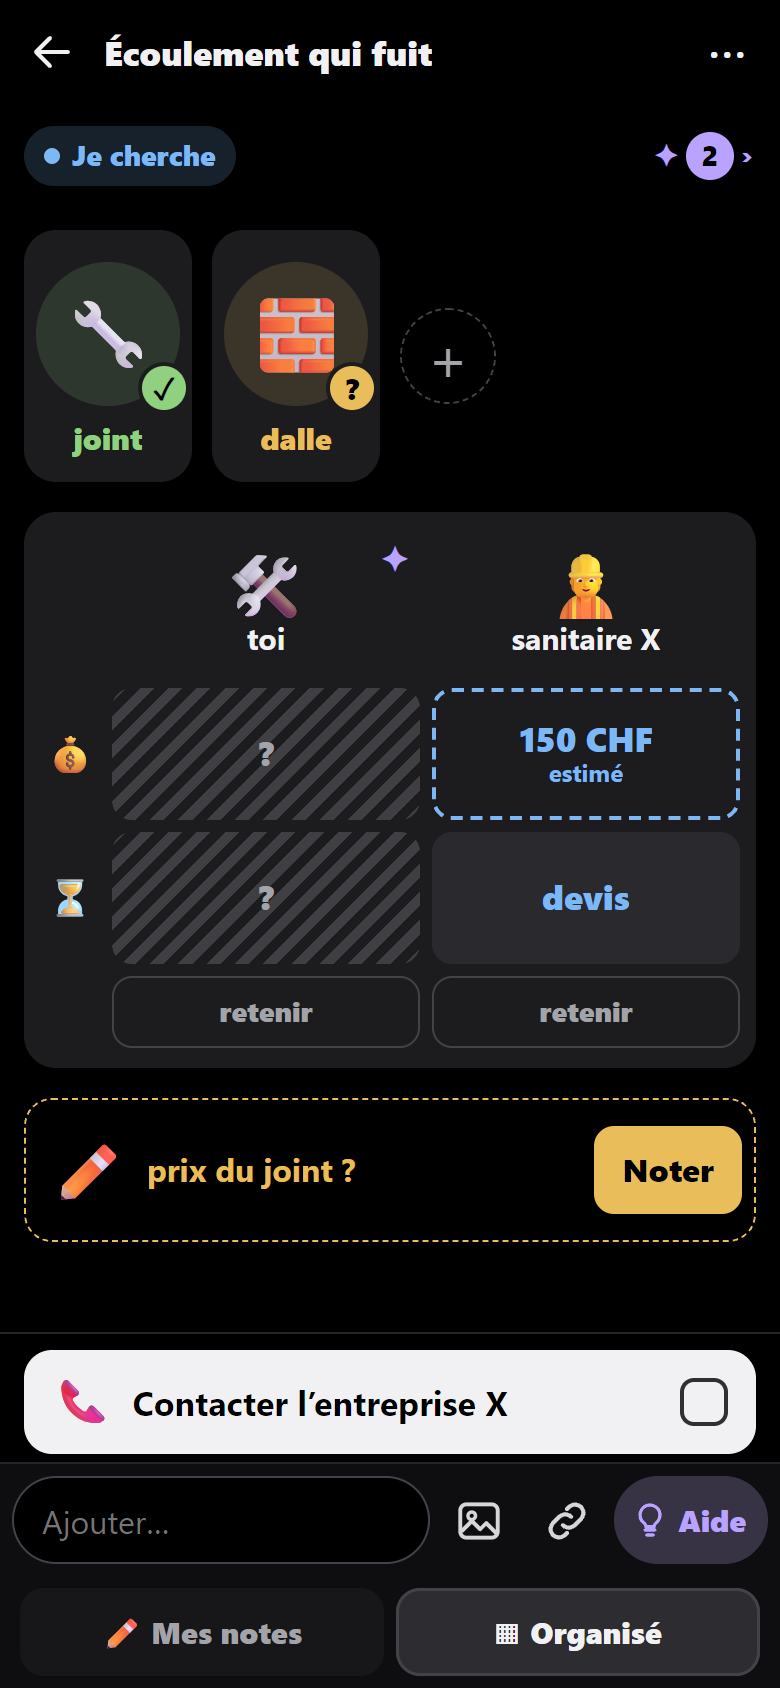 Écoulement qui fuit
Je cherche
2
joint
?
dalle
+
toi
sanitaire X
?
150 CHF
estimé
?
devis
retenir
retenir
prix du joint ?
Noter
Contacter l’entreprise X
Ajouter...
Aide
Mes notes
Organisé